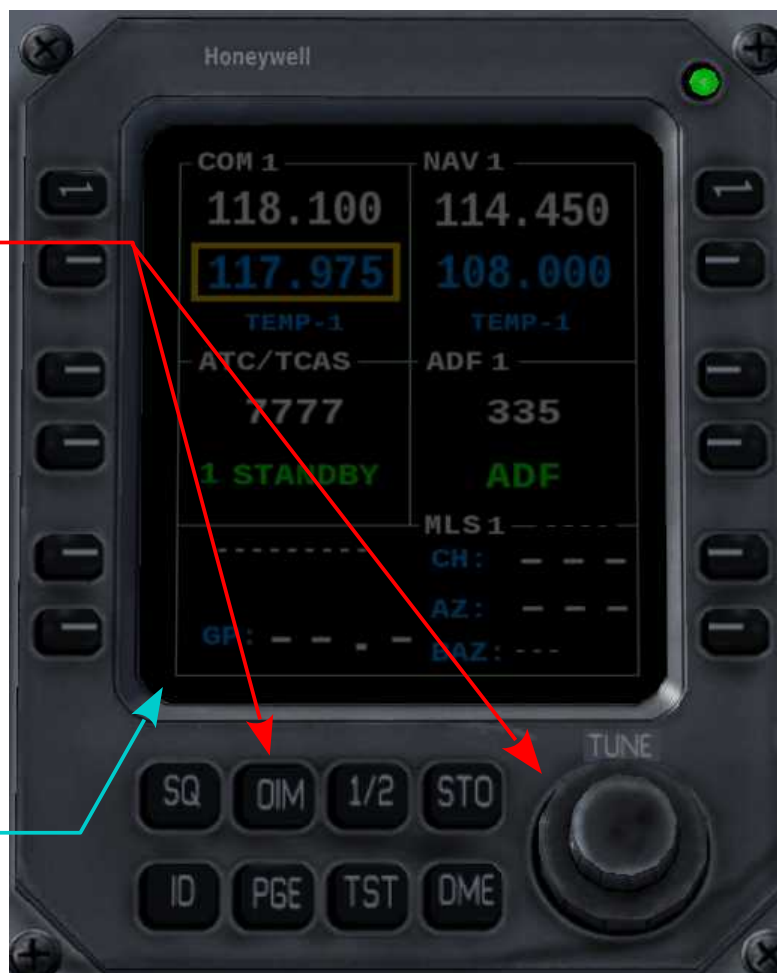 Honeywell
COM 1 NAV 1
118.100 114.450
117.975 108.000
TEMP-1 TEMP-1
ATC/TCAS ADF 1
7777 335
1 STANDBY ADF
MLS 1 -----
--------- CH: – – –
AZ: – – –
GP: – – . – BAZ: ---
TUNE
SQ DIM 1/2 STO
ID PGE TST DME